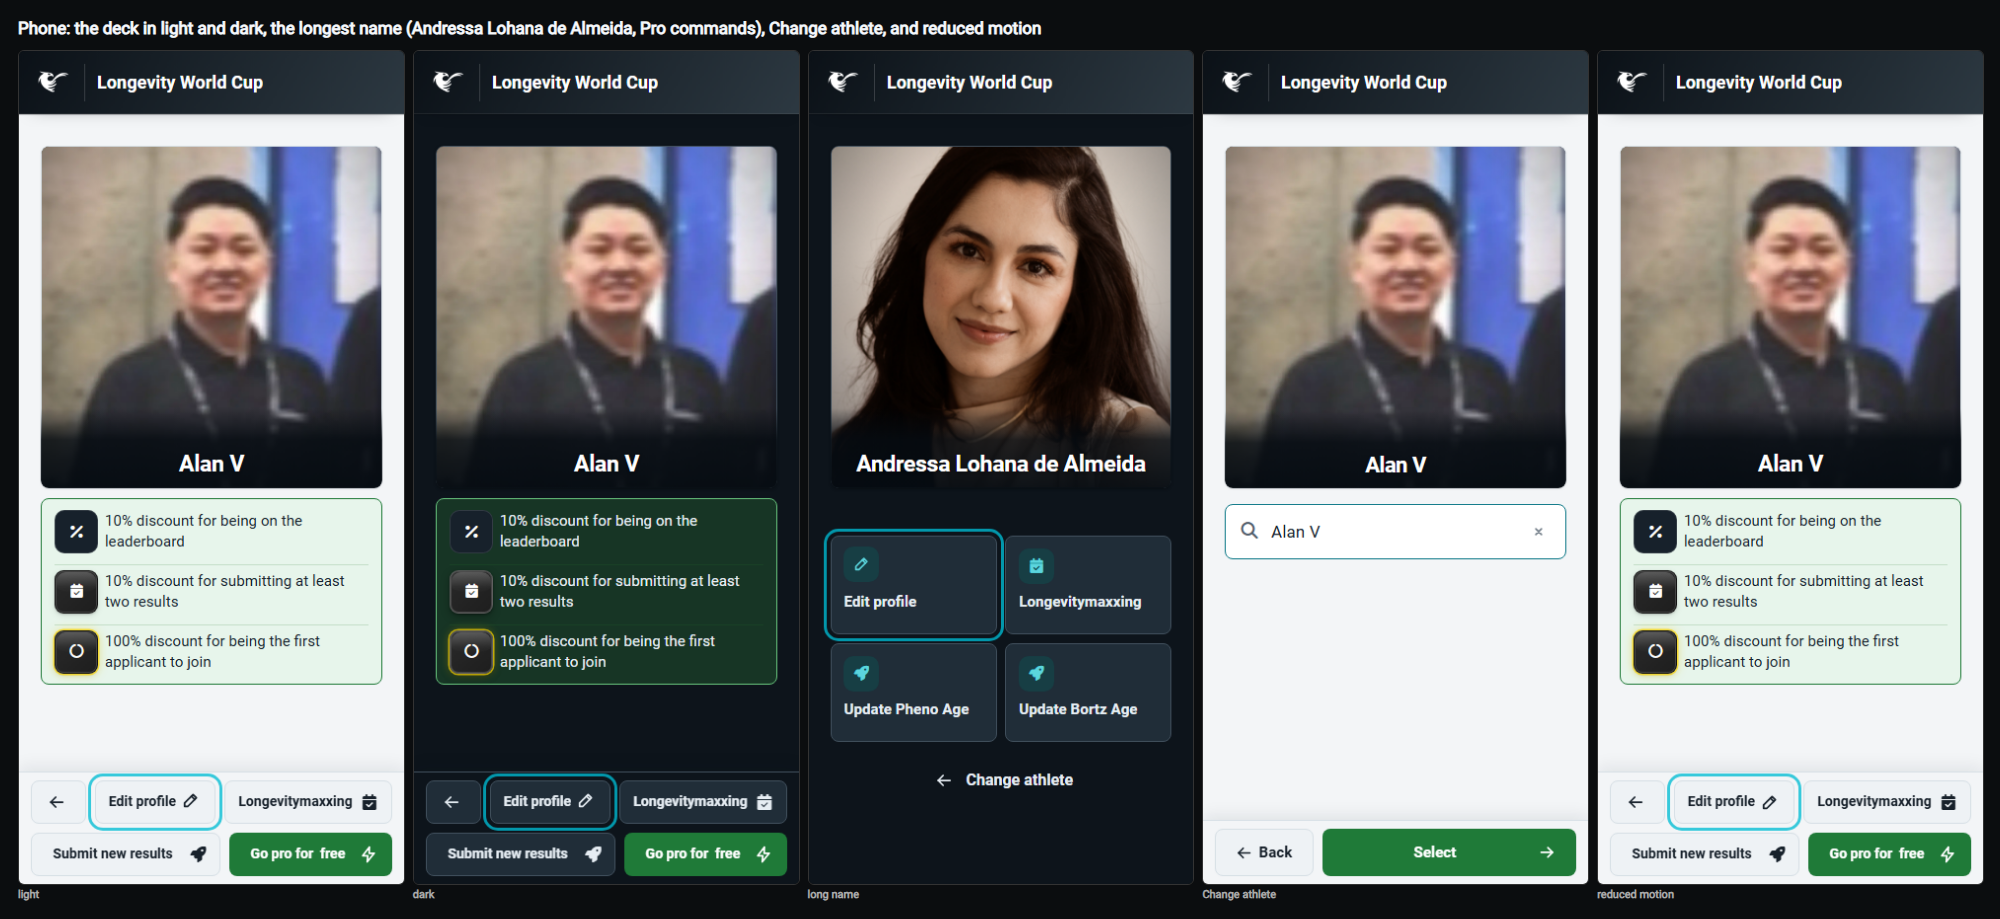 Phone: the deck in light and dark, the longest name (Andressa Lohana de Almeida, Pro commands), Change athlete, and reduced motion
Longevity World Cup
Alan V
10% discount for being on the
leaderboard
10% discount for submitting at least
two results
100% discount for being the first
applicant to join
Edit profile
Longevitymaxxing
Submit new results
Go pro for free
light
Longevity World Cup
Alan V
10% discount for being on the
leaderboard
10% discount for submitting at least
two results
100% discount for being the first
applicant to join
Edit profile
Longevitymaxxing
Submit new results
Go pro for free
dark
Longevity World Cup
Andressa Lohana de Almeida
Edit profile
Longevitymaxxing
Update Pheno Age
Update Bortz Age
Change athlete
long name
Longevity World Cup
Alan V
Alan V
Back
Select
Change athlete
Longevity World Cup
Alan V
10% discount for being on the
leaderboard
10% discount for submitting at least
two results
100% discount for being the first
applicant to join
Edit profile
Longevitymaxxing
Submit new results
Go pro for free
reduced motion